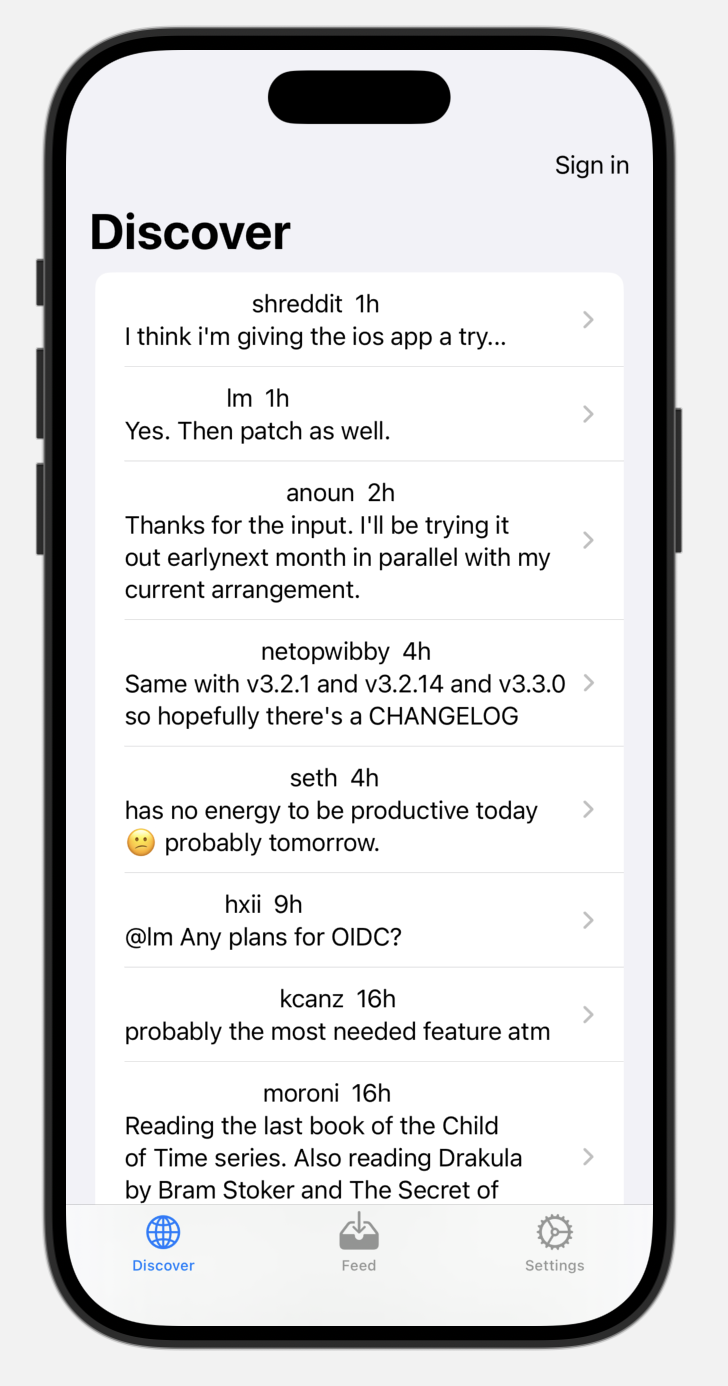 Sign in
Discover
shreddit 1h
I think i'm giving the ios app a try...
lm 1h
Yes. Then patch as well.
anoun 2h
Thanks for the input. I'll be trying it
out earlynext month in parallel with my
current arrangement.
netopwibby 4h
Same with v3.2.1 and v3.2.14 and v3.3.0
so hopefully there's a CHANGELOG
seth 4h
has no energy to be productive today
😕 probably tomorrow.
hxii 9h
@lm Any plans for OIDC?
kcanz 16h
probably the most needed feature atm
moroni 16h
Reading the last book of the Child
of Time series. Also reading Drakula
by Bram Stoker and The Secret of
Discover
Feed
Settings